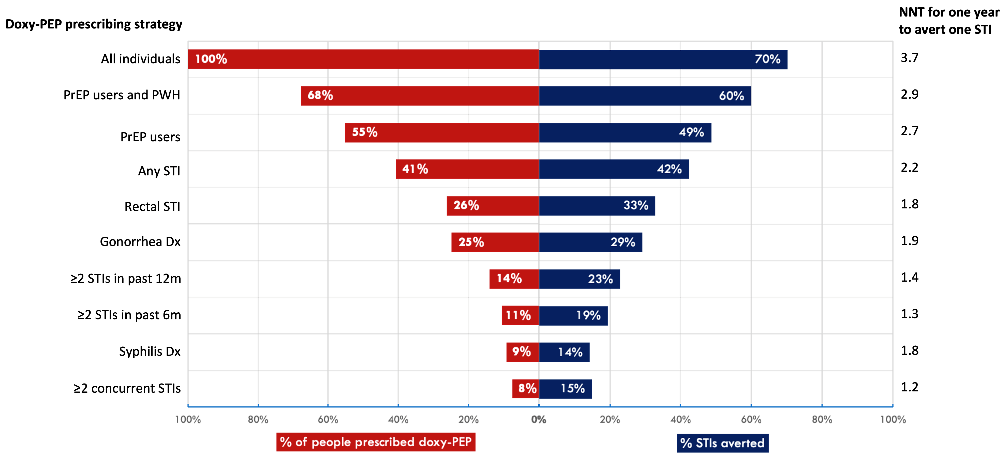 Doxy-PEP prescribing strategy
NNT for one year
to avert one STI
All individuals 100% 70% 3.7
PrEP users and PWH 68% 60% 2.9
PrEP users 55% 49% 2.7
Any STI 41% 42% 2.2
Rectal STI 26% 33% 1.8
Gonorrhea Dx 25% 29% 1.9
≥2 STIs in past 12m 14% 23% 1.4
≥2 STIs in past 6m 11% 19% 1.3
Syphilis Dx 9% 14% 1.8
≥2 concurrent STIs 8% 15% 1.2
100% 80% 60% 40% 20% 0% 20% 40% 60% 80% 100%
% of people prescribed doxy-PEP % STIs averted